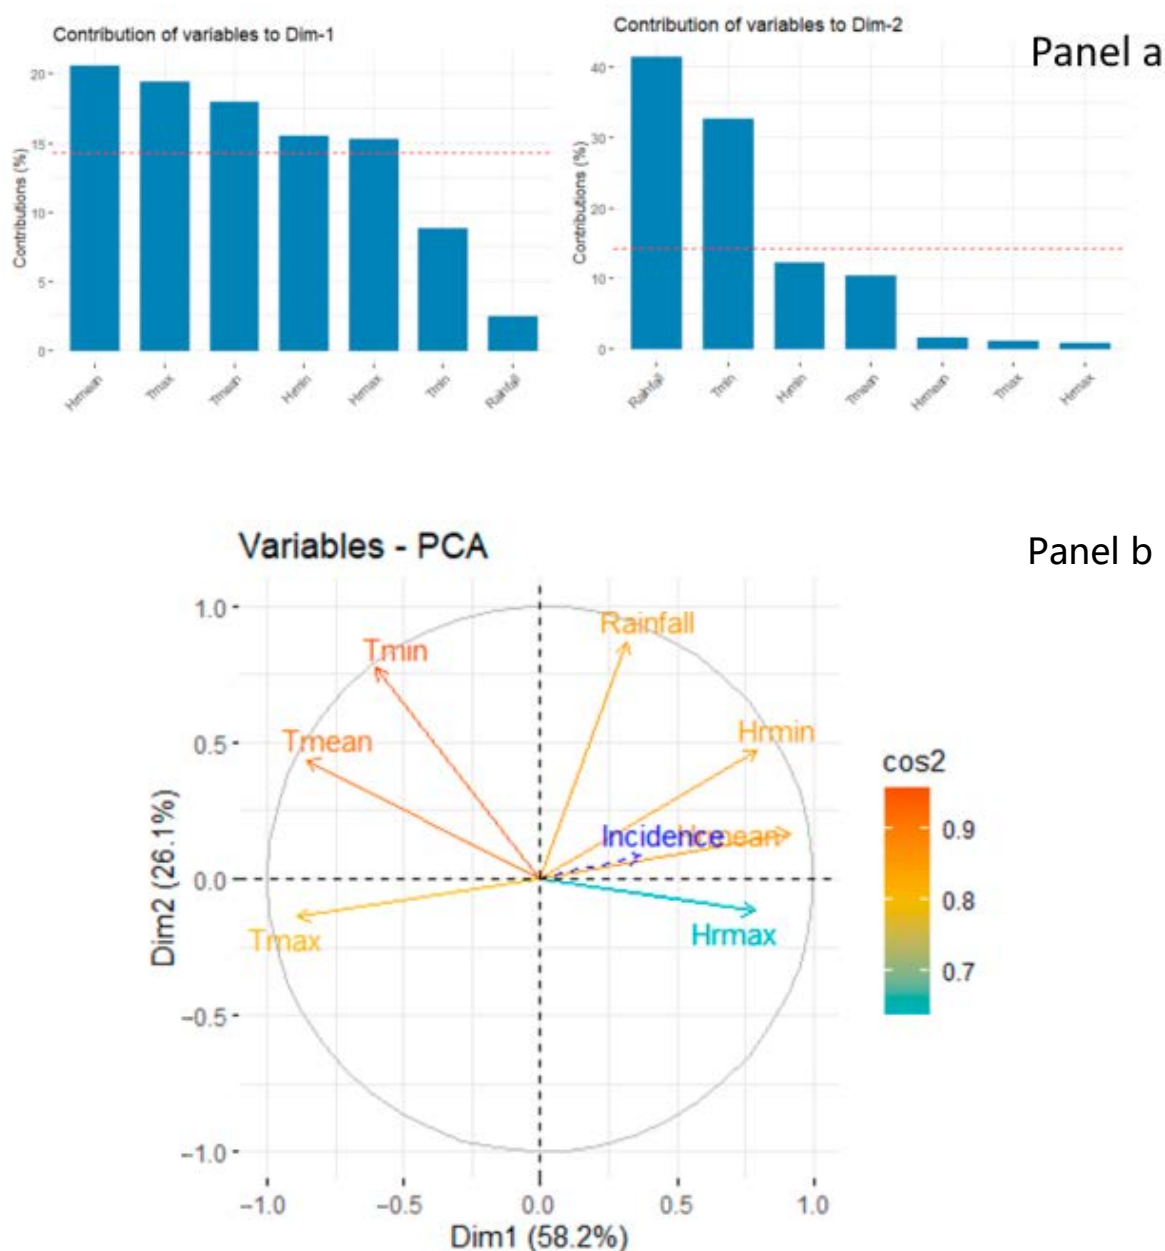 Contribution of variables to Dim-1
Contributions (%)
20
15
10
5
0
Hrmean
Tmax
Tmean
Hrmin
Hrmax
Tmin
Rainfall
Contribution of variables to Dim-2
Panel a
Contributions (%)
40
30
20
10
0
Rainfall
Tmin
Hrmin
Tmean
Hrmean
Tmax
Hrmax
Variables - PCA
Panel b
Dim2 (26.1%)
1.0
0.5
0.0
−0.5
−1.0
Rainfall
Tmin
Hrmin
Tmean
Incidence
Hrmean
Tmax
Hrmax
−1.0
−0.5
0.0
0.5
1.0
Dim1 (58.2%)
cos2
0.9
0.8
0.7